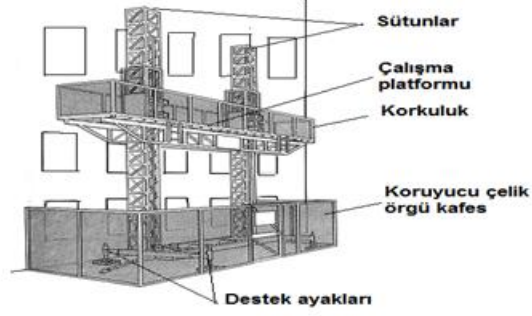 Sütunlar
Çalışma
platformu
Korkuluk
Koruyucu çelik
örgü kafes
Destek ayakları